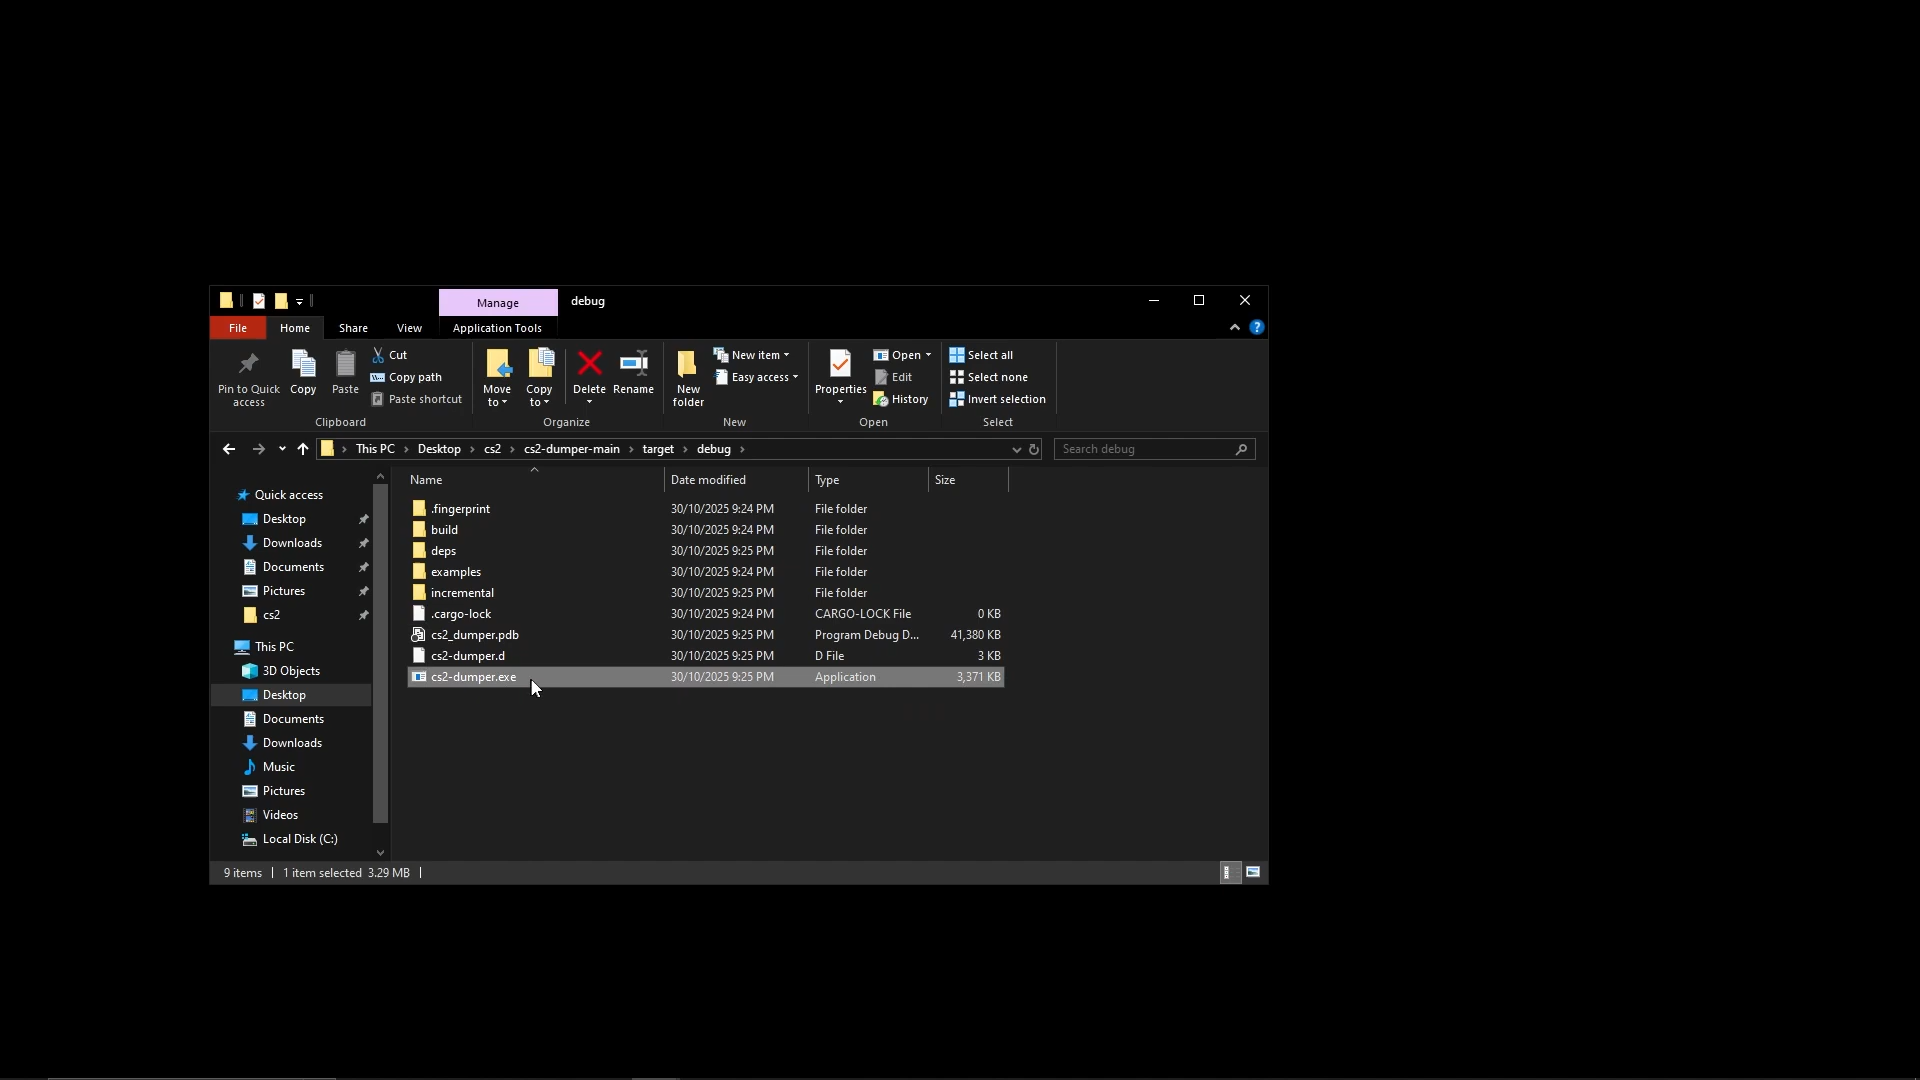 Manage debug
File Home Share View Application Tools
Pin to Quick access
Copy
Paste
Cut
Copy path
Paste shortcut
Clipboard
Move to
Copy to
Delete
Rename
Organize
New folder
New item
Easy access
New
Properties
Open
Edit
History
Open
Select all
Select none
Invert selection
Select
This PC > Desktop > cs2 > cs2-dumper-main > target > debug >
Search debug
Quick access
Desktop
Downloads
Documents
Pictures
cs2
This PC
3D Objects
Desktop
Documents
Downloads
Music
Pictures
Videos
Local Disk (C:)
Name Date modified Type Size
.fingerprint 30/10/2025 9:24 PM File folder
build 30/10/2025 9:24 PM File folder
deps 30/10/2025 9:25 PM File folder
examples 30/10/2025 9:24 PM File folder
incremental 30/10/2025 9:25 PM File folder
.cargo-lock 30/10/2025 9:24 PM CARGO-LOCK File 0 KB
cs2_dumper.pdb 30/10/2025 9:25 PM Program Debug D... 41,380 KB
cs2-dumper.d 30/10/2025 9:25 PM D File 3 KB
cs2-dumper.exe 30/10/2025 9:25 PM Application 3,371 KB
9 items 1 item selected 3.29 MB